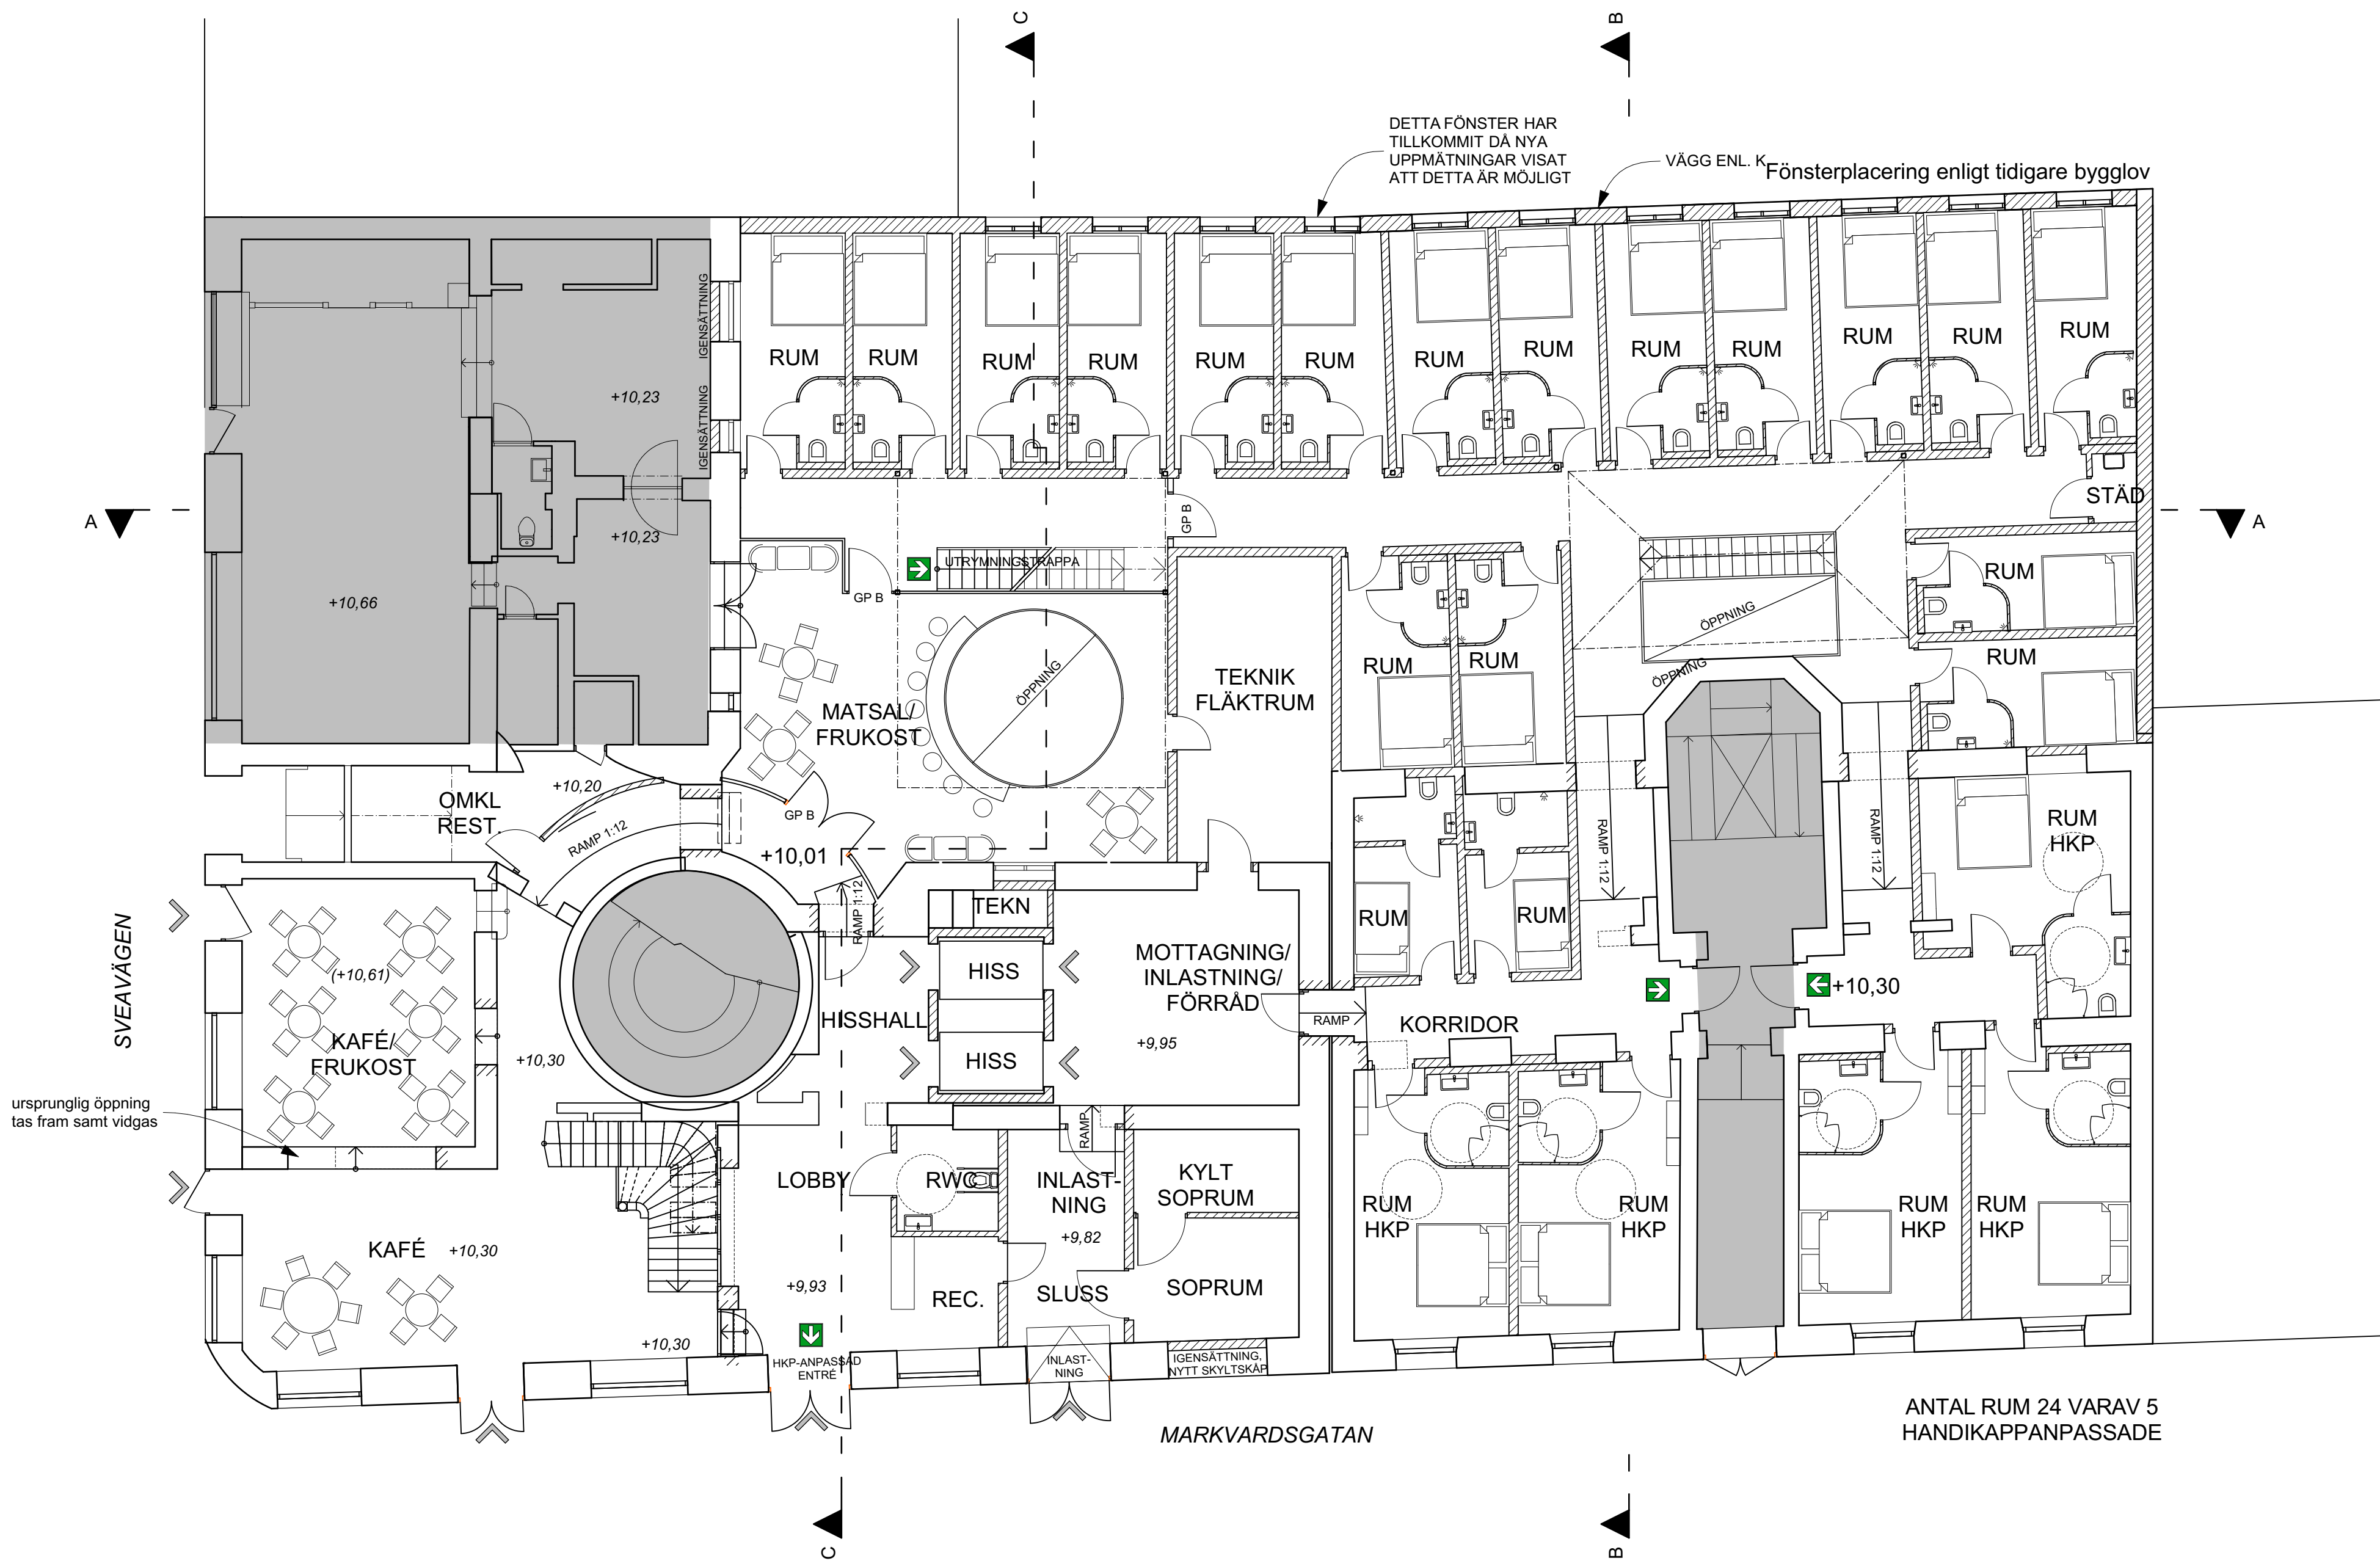 C
B
DETTA FÖNSTER HAR
TILLKOMMIT DÅ NYA
UPPMÄTNINGAR VISAT
ATT DETTA ÄR MÖJLIGT
VÄGG ENL. K
Fönsterplacering enligt tidigare bygglov
IGENSÄTTNING
IGENSÄTTNING
RUM
RUM
RUM
RUM
RUM
RUM
RUM
RUM
RUM
RUM
RUM
RUM
RUM
+10,23
+10,23
+10,66
A
A
GP B
STÄD
UTRYMNINGSTRAPPA
GP B
RUM
ÖPPNING
RUM
ÖPPNING
ÖPPNING
RUM
RUM
TEKNIK
FLÄKTRUM
MATSAL/
FRUKOST
+10,20
OMKL
REST.
RAMP 1:12
GP B
+10,01
RAMP 1:12
RAMP 1:12
RAMP 1:12
RUM
HKP
TEKN
RUM
RUM
SVEAVÄGEN
(+10,61)
KAFÉ/
FRUKOST
+10,30
HISS
HISSHALL
HISS
MOTTAGNING/
INLASTNING/
FÖRRÅD
+9,95
RAMP
KORRIDOR
+10,30
ursprunglig öppning
tas fram samt vidgas
RAMP
LOBBY
RWC
INLAST-
NING
+9,82
KYLT
SOPRUM
RUM
HKP
RUM
HKP
RUM
HKP
RUM
HKP
KAFÉ
+10,30
+9,93
REC.
SLUSS
SOPRUM
+10,30
HKP-ANPASSAD
ENTRÉ
INLAST-
NING
IGENSÄTTNING,
NYTT SKYLTSKÅP
MARKVARDSGATAN
ANTAL RUM 24 VARAV 5
HANDIKAPPANPASSADE
C
B